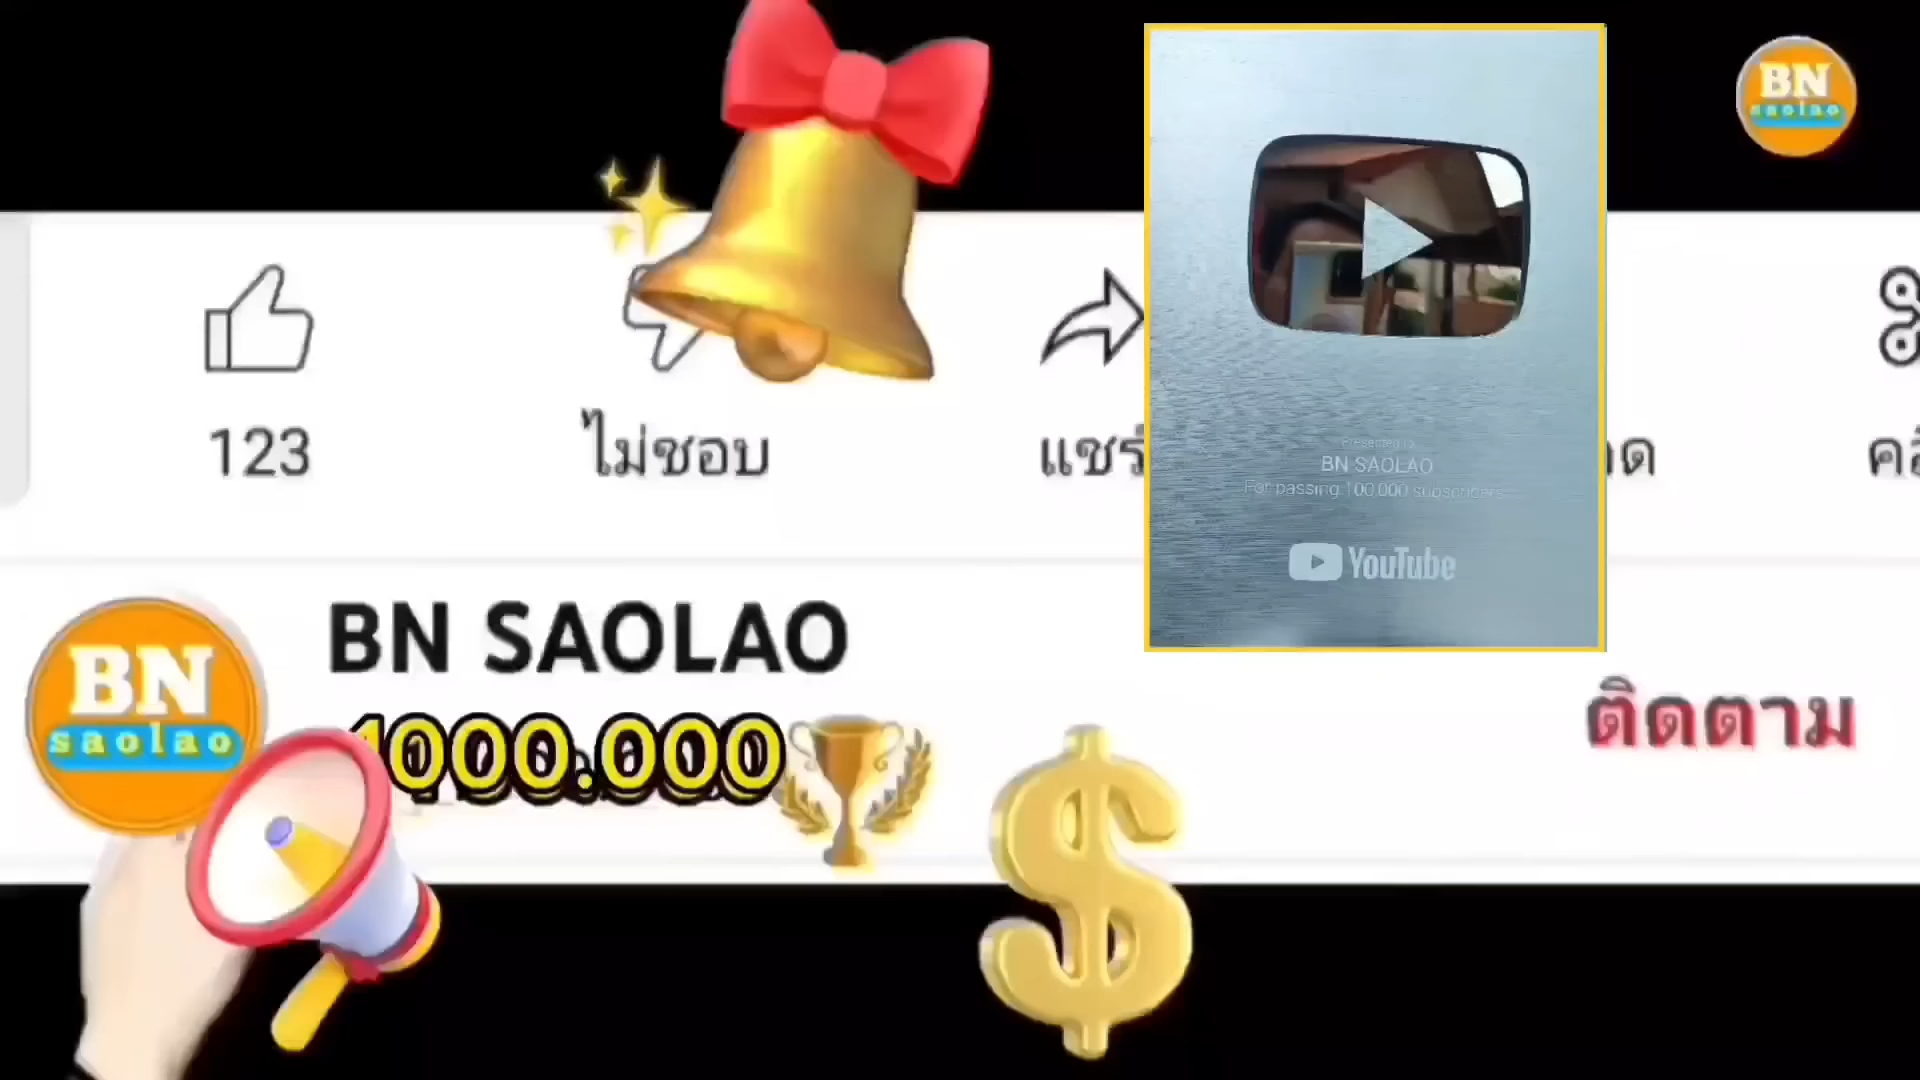 BN
saolao
123
ไม่ชอบ
แชร์
Presented to
BN SAOLAO
For passing 100,000 subscribers
YouTube
BN SAOLAO
BN
saolao
1000.000
ติดตาม